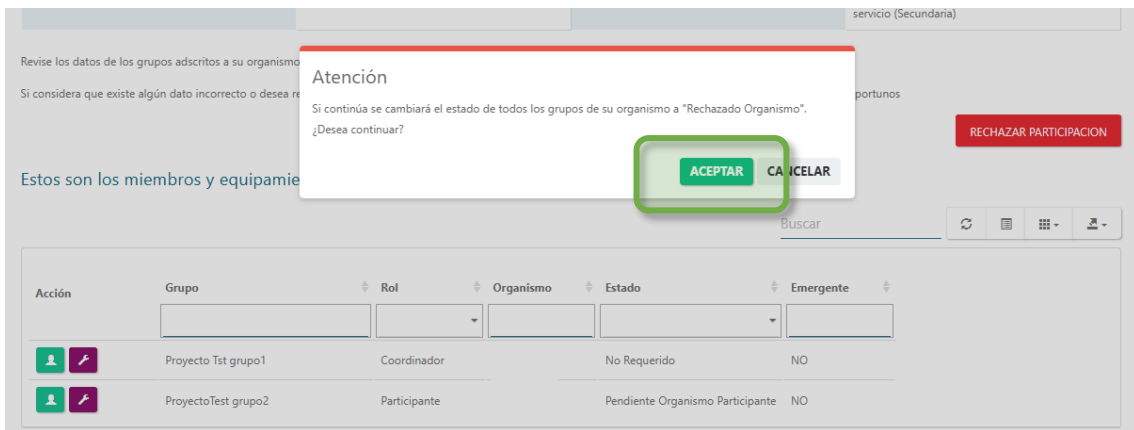 servicio (Secundaria)
Revise los datos de los grupos adscritos a su organismo
Atención
Si considera que existe algún dato incorrecto o desea re
portunos
Si continúa se cambiará el estado de todos los grupos de su organismo a "Rechazado Organismo".
¿Desea continuar?
RECHAZAR PARTICIPACION
ACEPTAR CANCELAR
Estos son los miembros y equipamie
Buscar
Acción Grupo Rol Organismo Estado Emergente
Proyecto Tst grupo1 Coordinador No Requerido NO
ProyectoTest grupo2 Participante Pendiente Organismo Participante NO